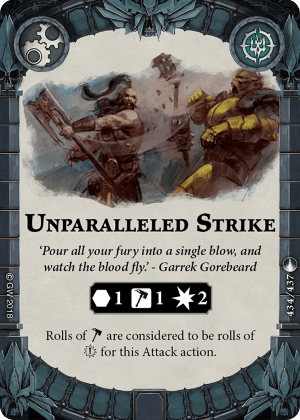 UNPARALLELED STRIKE
‘Pour all your fury into a single blow, and
watch the blood fly.’ - Garrek Gorebeard
1 1 2
Rolls of are considered to be rolls of
for this Attack action.
© GW 2018
434/437